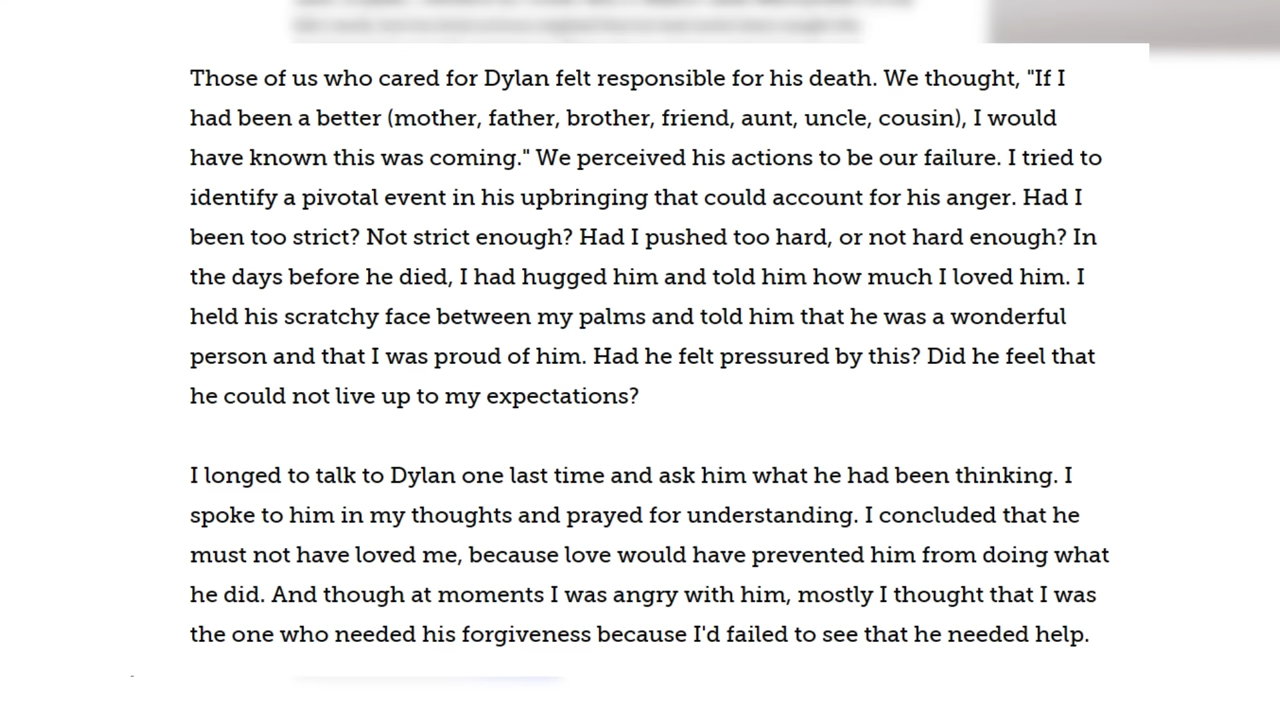 Those of us who cared for Dylan felt responsible for his death. We thought, "If I
had been a better (mother, father, brother, friend, aunt, uncle, cousin), I would
have known this was coming." We perceived his actions to be our failure. I tried to
identify a pivotal event in his upbringing that could account for his anger. Had I
been too strict? Not strict enough? Had I pushed too hard, or not hard enough? In
the days before he died, I had hugged him and told him how much I loved him. I
held his scratchy face between my palms and told him that he was a wonderful
person and that I was proud of him. Had he felt pressured by this? Did he feel that
he could not live up to my expectations?
I longed to talk to Dylan one last time and ask him what he had been thinking. I
spoke to him in my thoughts and prayed for understanding. I concluded that he
must not have loved me, because love would have prevented him from doing what
he did. And though at moments I was angry with him, mostly I thought that I was
the one who needed his forgiveness because I'd failed to see that he needed help.